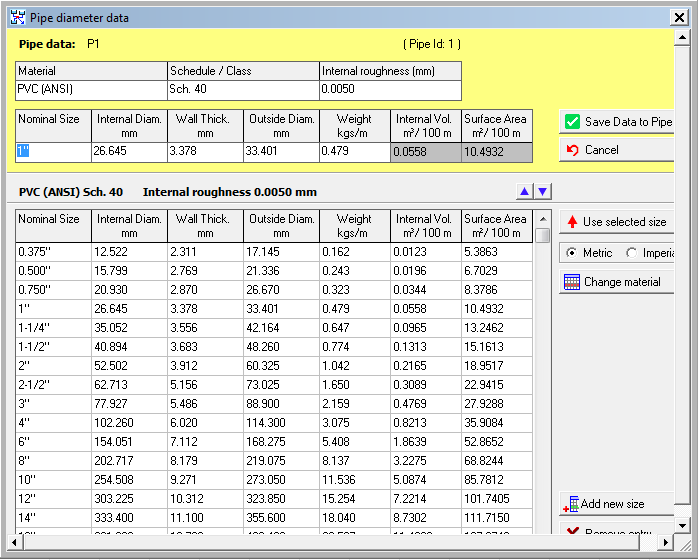 Pipe diameter data
Pipe data: P1 ( Pipe Id: 1 )
Material Schedule / Class Internal roughness (mm)
PVC (ANSI) Sch. 40 0.0050
Nominal Size Internal Diam. mm Wall Thick. mm Outside Diam. mm Weight kgs/m Internal Vol. m³/ 100 m Surface Area m²/ 100 m
1" 26.645 3.378 33.401 0.479 0.0558 10.4932
Save Data to Pipe
Cancel
PVC (ANSI) Sch. 40 Internal roughness 0.0050 mm
Nominal Size Internal Diam. mm Wall Thick. mm Outside Diam. mm Weight kgs/m Internal Vol. m³/ 100 m Surface Area m²/ 100 m
0.375" 12.522 2.311 17.145 0.162 0.0123 5.3863
0.500" 15.799 2.769 21.336 0.243 0.0196 6.7029
0.750" 20.930 2.870 26.670 0.323 0.0344 8.3786
1" 26.645 3.378 33.401 0.479 0.0558 10.4932
1-1/4" 35.052 3.556 42.164 0.647 0.0965 13.2462
1-1/2" 40.894 3.683 48.260 0.774 0.1313 15.1613
2" 52.502 3.912 60.325 1.042 0.2165 18.9517
2-1/2" 62.713 5.156 73.025 1.650 0.3089 22.9415
3" 77.927 5.486 88.900 2.159 0.4769 27.9288
4" 102.260 6.020 114.300 3.075 0.8213 35.9084
6" 154.051 7.112 168.275 5.408 1.8639 52.8652
8" 202.717 8.179 219.075 8.137 3.2275 68.8244
10" 254.508 9.271 273.050 11.536 5.0874 85.7812
12" 303.225 10.312 323.850 15.254 7.2214 101.7405
14" 333.400 11.100 355.600 18.040 8.7302 111.7150
Use selected size
Metric Imperia
Change material
Add new size
Remove entry